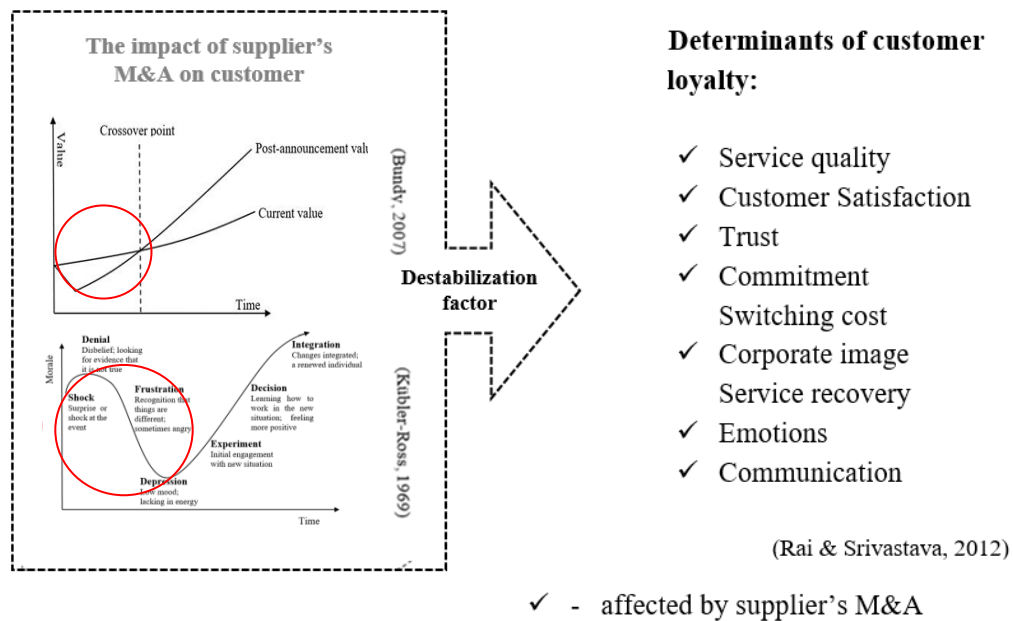 The impact of supplier's
M&A on customer
Value
Crossover point
Post-announcement valu
Current value
Time
(Bundy, 2007)
Morale
Denial
Disbelief; looking
for evidence that
it is not true
Shock
Surprise or
shock at the
event
Frustration
Recognition that
things are
different;
sometimes angry
Depression
Low mood;
lacking in energy
Experiment
Initial engagement
with new situation
Decision
Learning how to
work in the new
situation; feeling
more positive
Integration
Changes integrated;
a renewed individual
Time
(Kübler-Ross, 1969)
Destabilization
factor
Determinants of customer
loyalty:
✓ Service quality
✓ Customer Satisfaction
✓ Trust
✓ Commitment
Switching cost
✓ Corporate image
Service recovery
✓ Emotions
✓ Communication
(Rai & Srivastava, 2012)
✓ - affected by supplier's M&A